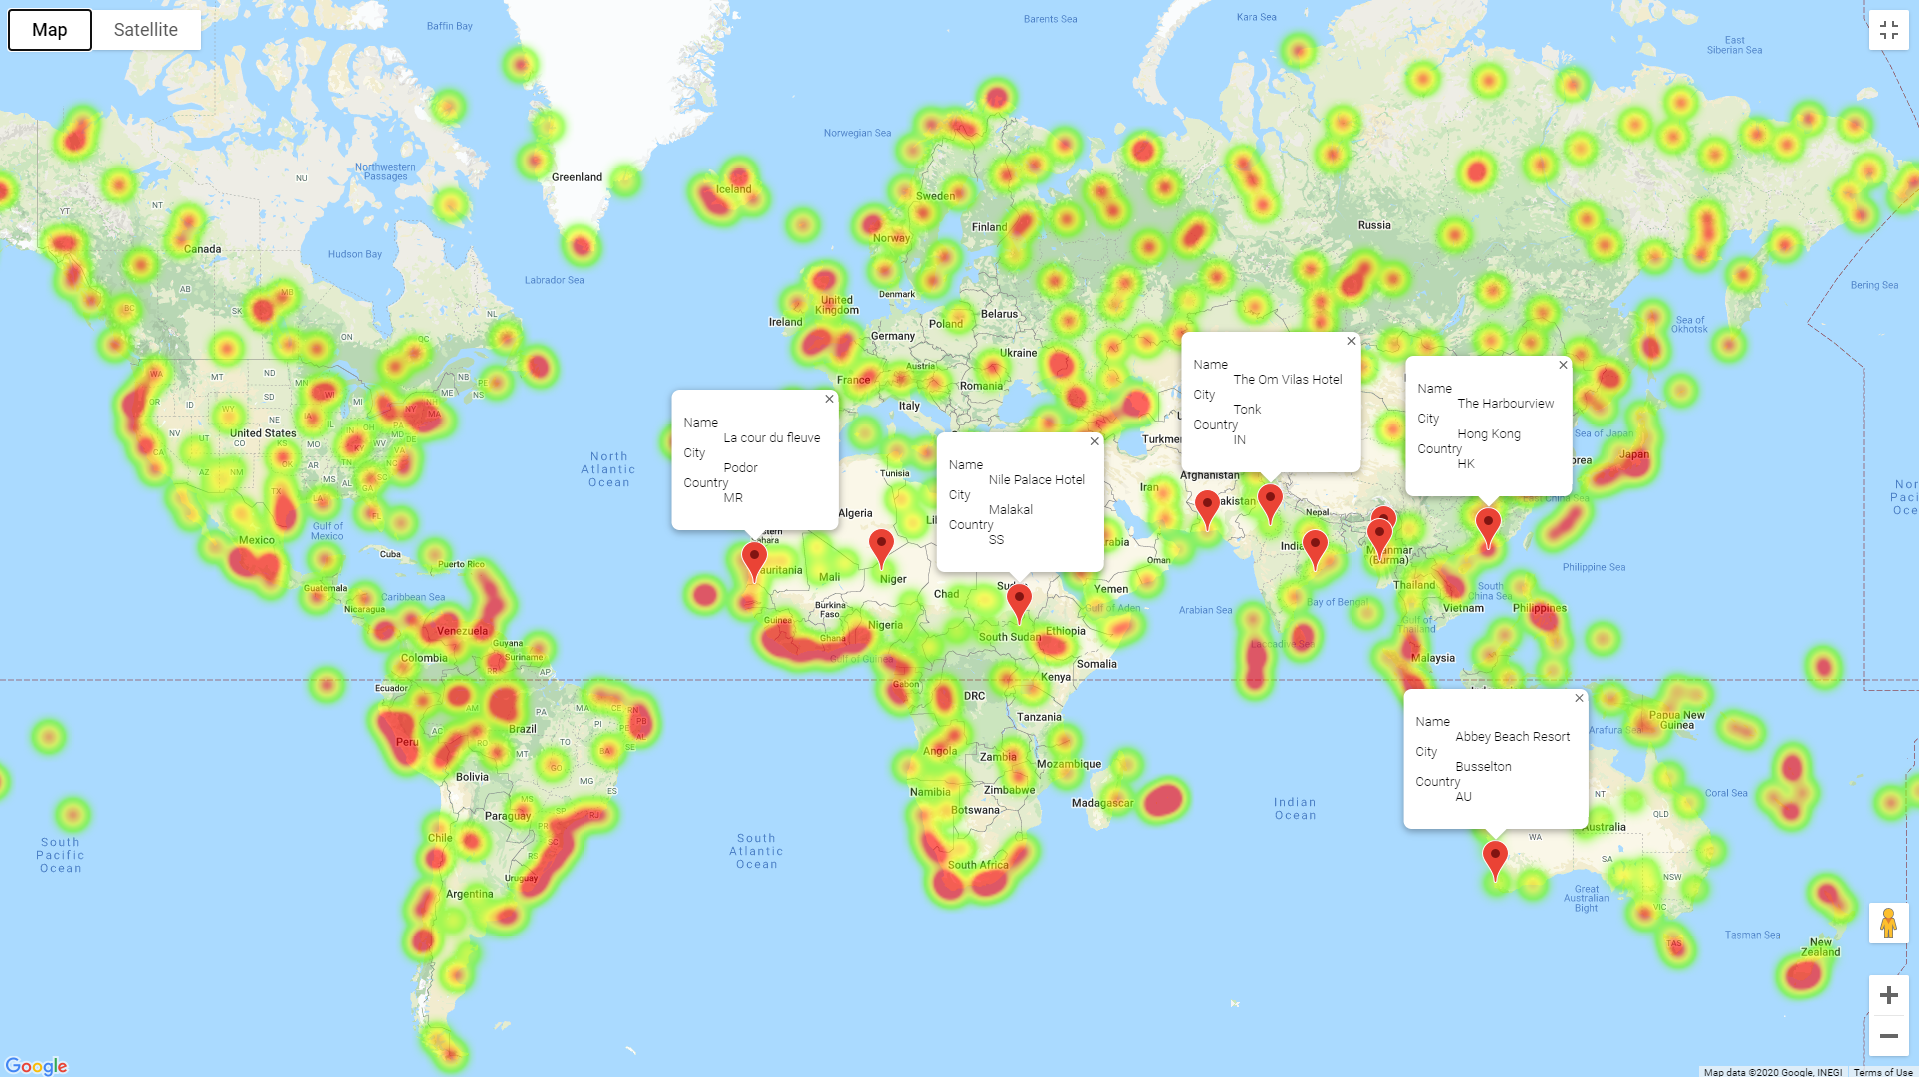 Map
Satellite
Baffin Bay
Barents Sea
Kara Sea
East
Siberian Sea
Norwegian Sea
Northwestern
Passages
NU
Greenland
Iceland
Sweden
YT
NT
Finland
Russia
Canada
Norway
Hudson Bay
Labrador Sea
Bering Sea
AB
MB
NL
BC
SK
United
Kingdom
Denmark
Sea of
Okhotsk
Ireland
Poland
Belarus
ON
Germany
QC
NB
PE
NS
Ukraine
Austria
France
Romania
WA
MT
ND
MN
SD
OR
ID
WY
WI
MI
NY
MA
Italy
United States
NE
IA
IL
IN
OH
PA
NV
UT
CO
KS
MO
KY
WV
VA
MD
DE
CA
AZ
NM
OK
AR
TN
NC
MS
AL
SC
TX
LA
GA
FL
North
Atlantic
Ocean
Name
La cour du fleuve
City
Podor
Country
MR
Name
Nile Palace Hotel
City
Malakal
Country
SS
Name
The Om Vilas Hotel
City
Tonk
Country
IN
Name
The Harbourview
City
Hong Kong
Country
HK
Sea of Japan
Japan
East China Sea
Afghanistan
Tunisia
Iran
Nepal
Algeria
Gulf of
Mexico
Mexico
Cuba
Puerto Rico
Oman
Myanmar
(Burma)
Philippine Sea
Mali
Niger
Chad
Yemen
Thailand
South
China Sea
Guatemala
Nicaragua
Caribbean Sea
Burkina
Faso
Gulf of Aden
Arabian Sea
Bay of Bengal
Vietnam
Philippines
Guinea
Ghana
Nigeria
South Sudan
Ethiopia
Gulf of
Thailand
Venezuela
Guyana
Suriname
Colombia
Gulf of Guinea
Somalia
Laccadive Sea
Malaysia
RR
AP
Ecuador
Gabon
Kenya
DRC
AM
PA
MA
CE
RN
PB
PE
AL
SE
Tanzania
Papua New
Guinea
Arafura Sea
Peru
AC
RO
TO
BA
Brazil
Angola
Zambia
Mozambique
Bolivia
MT
GO
MG
ES
Namibia
Zimbabwe
Botswana
Madagascar
Indian
Ocean
Name
Abbey Beach Resort
City
Busselton
Country
AU
NT
QLD
Coral Sea
MS
SP
RJ
Paraguay
PR
SC
RS
Chile
Uruguay
Argentina
South
Pacific
Ocean
South
Atlantic
Ocean
South Africa
Australia
WA
SA
NSW
VIC
TAS
Great
Australian
Bight
Tasman Sea
New
Zealand
Google
Map data ©2020 Google, INEGI
Terms of Use